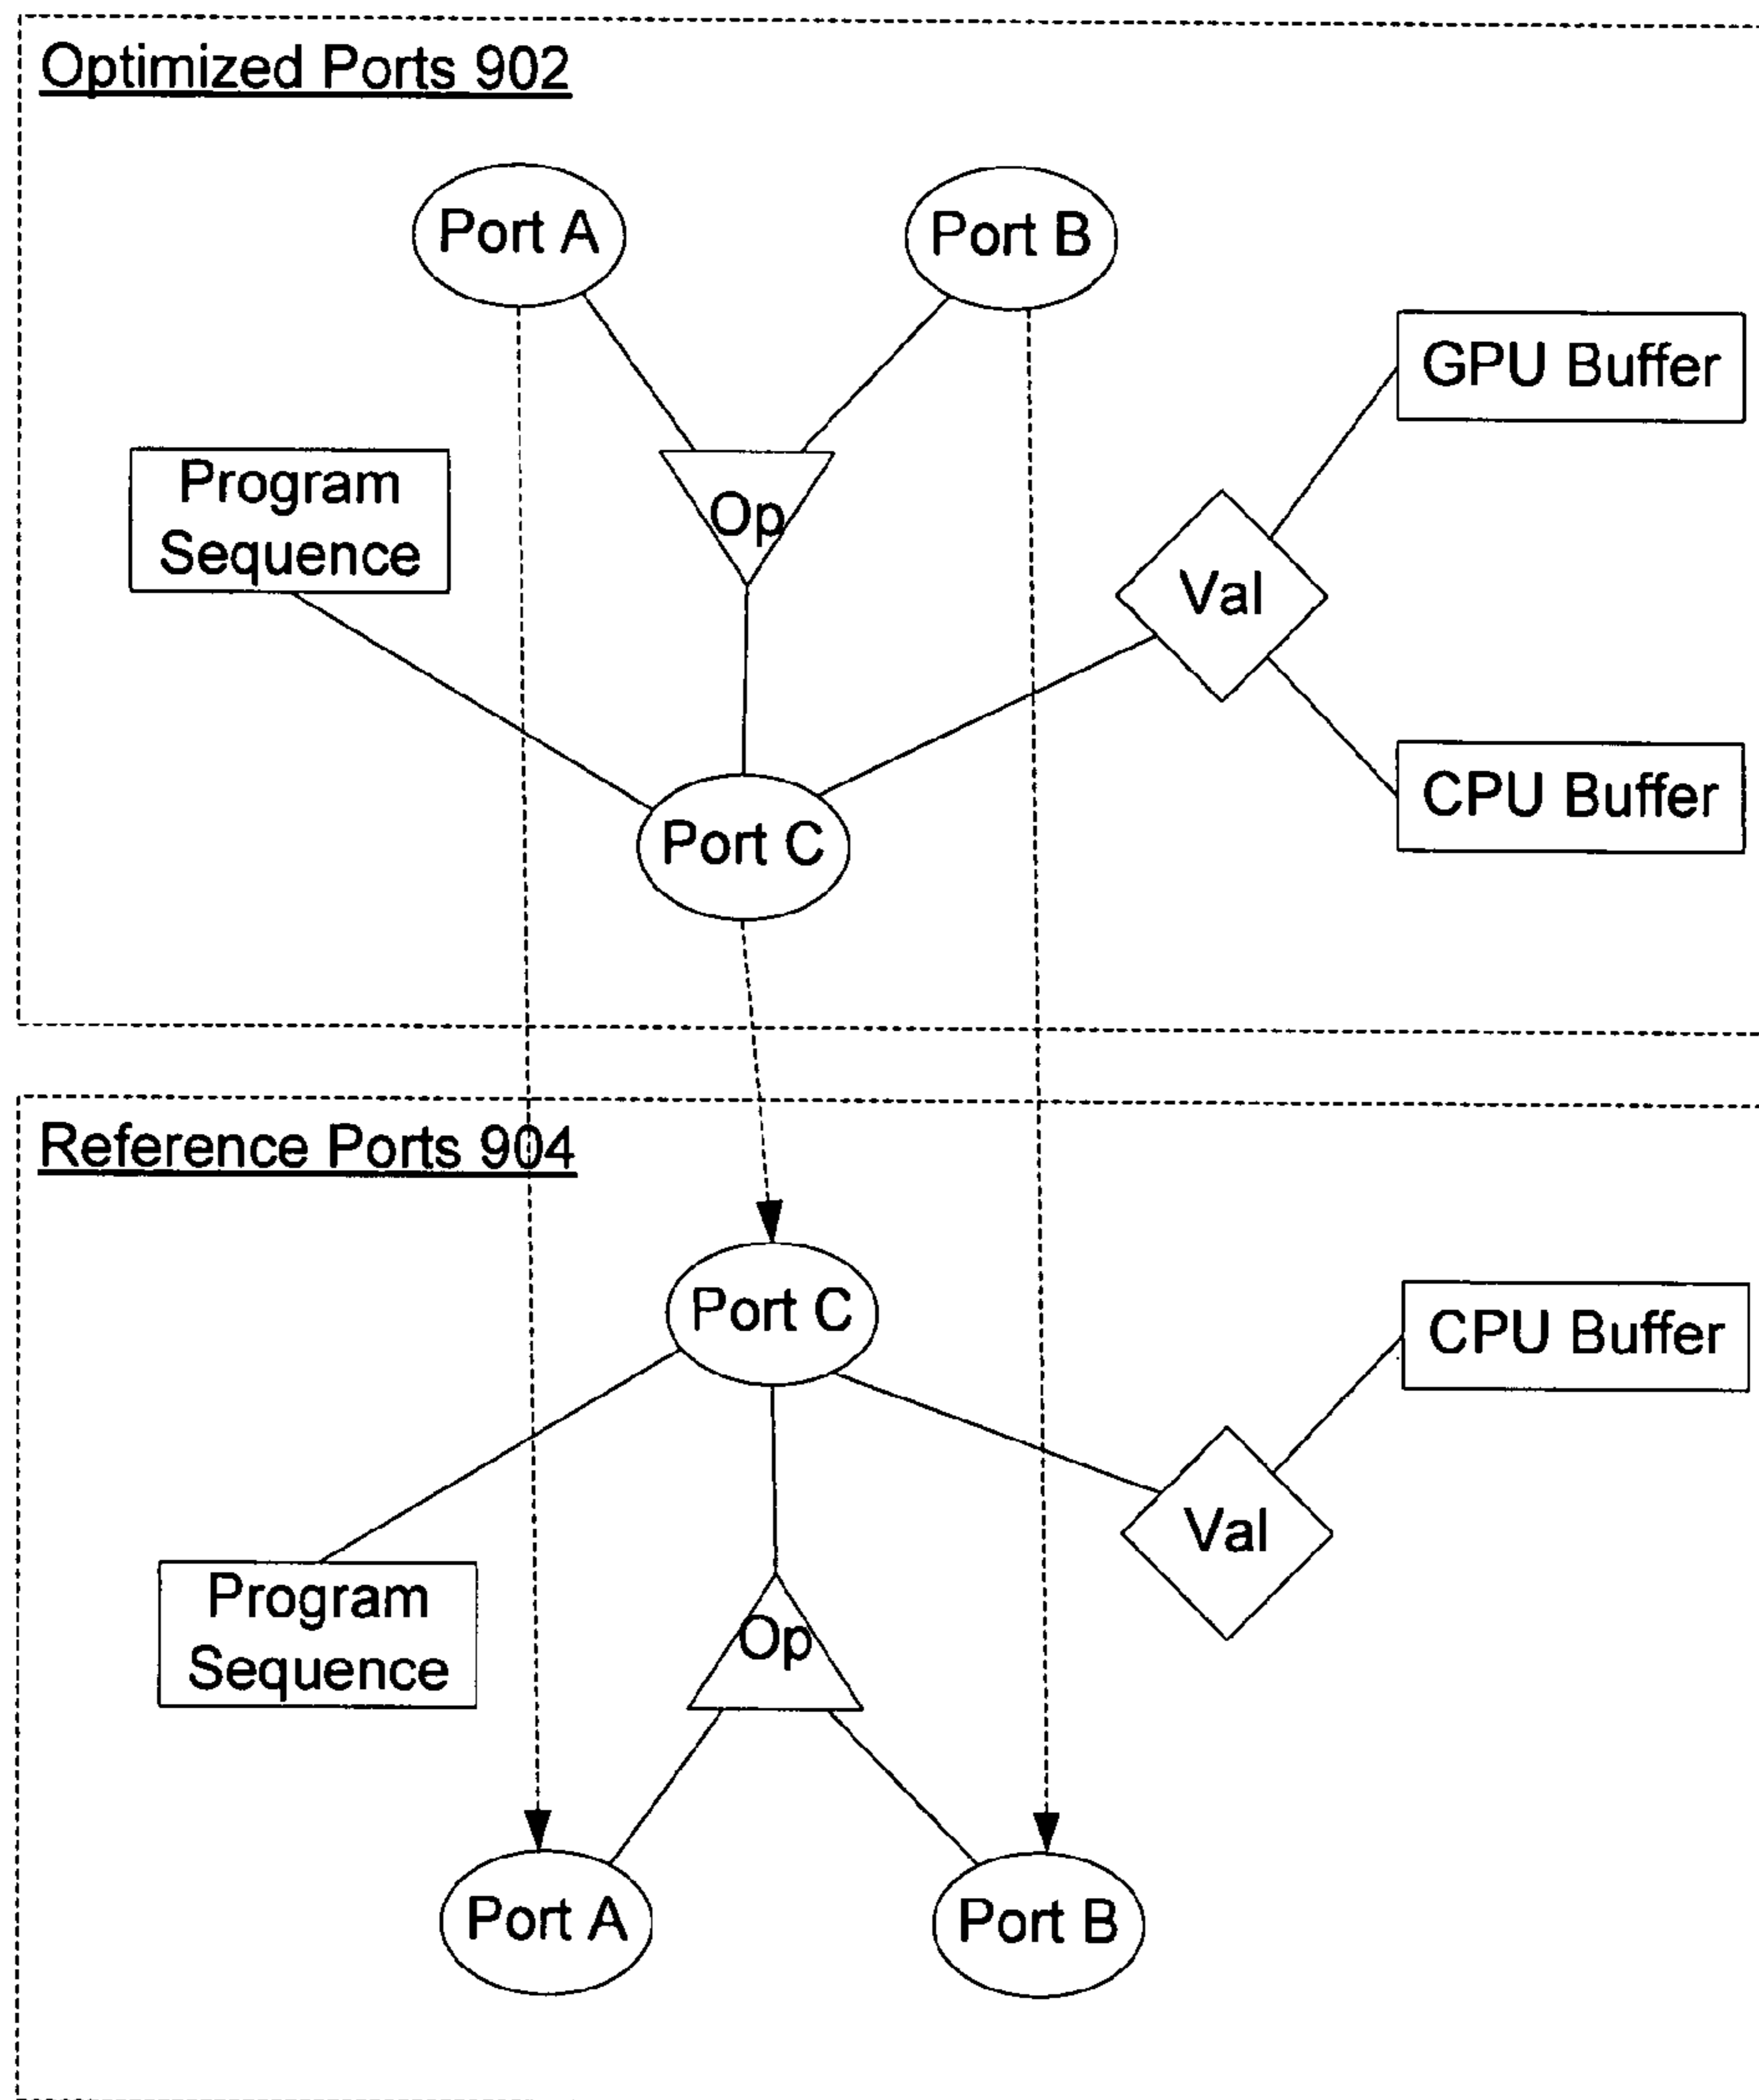 Optimized Ports 902
Port A
Port B
GPU Buffer
Program
Sequence
Op
Val
CPU Buffer
Port C
Reference Ports 904
Port C
CPU Buffer
Val
Program
Sequence
Op
Port A
Port B